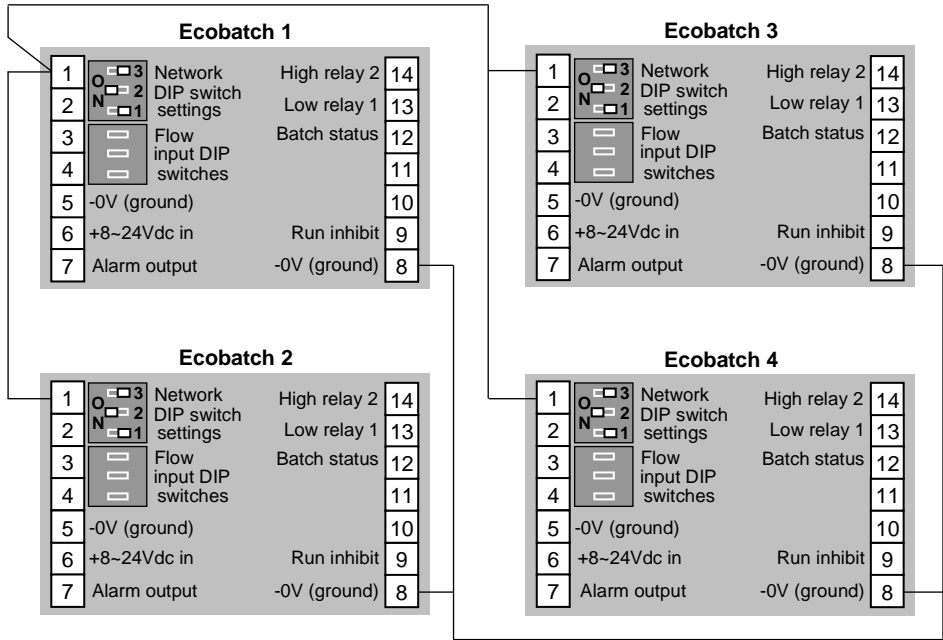 Ecobatch 1
1
2
3
4
5
6
7
O
N
3
2
1
Network
DIP switch
settings
Flow
input DIP
switches
-0V (ground)
+8~24Vdc in
Alarm output
High relay 2
Low relay 1
Batch status
Run inhibit
-0V (ground)
14
13
12
11
10
9
8
Ecobatch 3
1
2
3
4
5
6
7
O
N
3
2
1
Network
DIP switch
settings
Flow
input DIP
switches
-0V (ground)
+8~24Vdc in
Alarm output
High relay 2
Low relay 1
Batch status
Run inhibit
-0V (ground)
14
13
12
11
10
9
8
Ecobatch 2
1
2
3
4
5
6
7
O
N
3
2
1
Network
DIP switch
settings
Flow
input DIP
switches
-0V (ground)
+8~24Vdc in
Alarm output
High relay 2
Low relay 1
Batch status
Run inhibit
-0V (ground)
14
13
12
11
10
9
8
Ecobatch 4
1
2
3
4
5
6
7
O
N
3
2
1
Network
DIP switch
settings
Flow
input DIP
switches
-0V (ground)
+8~24Vdc in
Alarm output
High relay 2
Low relay 1
Batch status
Run inhibit
-0V (ground)
14
13
12
11
10
9
8